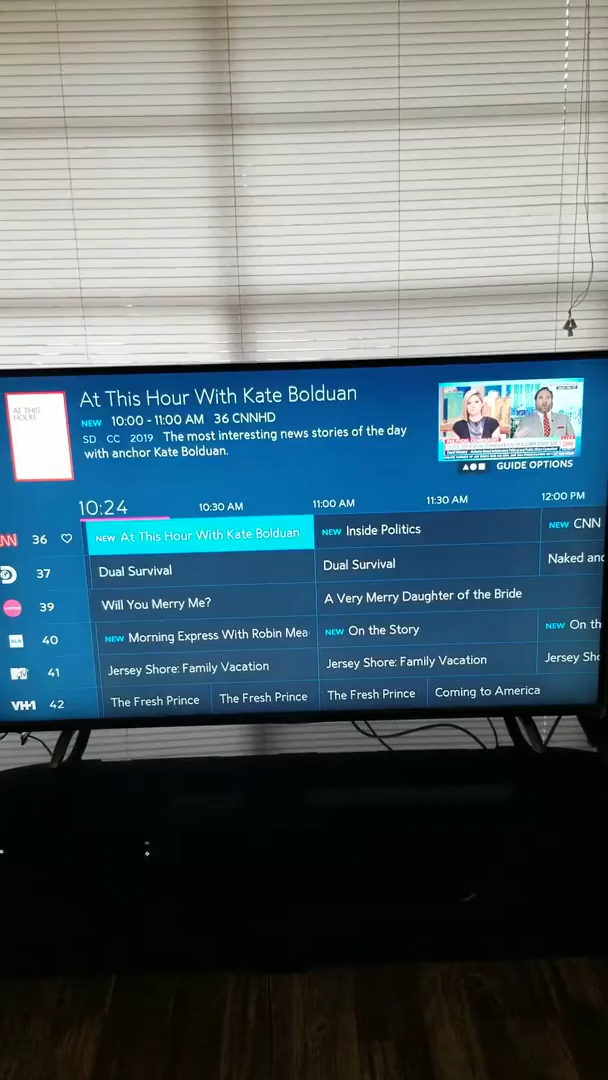 AT THIS
HOUR
At This Hour With Kate Bolduan
NEW 10:00 - 11:00 AM 36 CNNHD
SD CC 2019 The most interesting news stories of the day
with anchor Kate Bolduan.
GUIDE OPTIONS
10:24 10:30 AM 11:00 AM 11:30 AM 12:00 PM
NN 36 NEW At This Hour With Kate Bolduan NEW Inside Politics NEW CNN
37 Dual Survival Dual Survival Naked and
39 Will You Merry Me? A Very Merry Daughter of the Bride
40 NEW Morning Express With Robin Mea NEW On the Story NEW On th
41 Jersey Shore: Family Vacation Jersey Shore: Family Vacation Jersey Sho
VH1 42 The Fresh Prince The Fresh Prince The Fresh Prince Coming to America